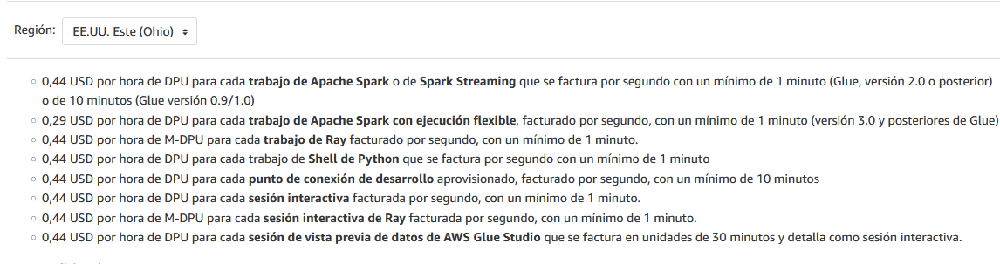 Región: EE.UU. Este (Ohio)
0,44 USD por hora de DPU para cada trabajo de Apache Spark o de Spark Streaming que se factura por segundo con un mínimo de 1 minuto (Glue, versión 2.0 o posterior)
o de 10 minutos (Glue versión 0.9/1.0)
0,29 USD por hora de DPU para cada trabajo de Apache Spark con ejecución flexible, facturado por segundo, con un mínimo de 1 minuto (versión 3.0 y posteriores de Glue)
0,44 USD por hora de M-DPU para cada trabajo de Ray facturado por segundo, con un mínimo de 1 minuto.
0,44 USD por hora de DPU para cada trabajo de Shell de Python que se factura por segundo con un mínimo de 1 minuto
0,44 USD por hora de DPU para cada punto de conexión de desarrollo aprovisionado, facturado por segundo, con un mínimo de 10 minutos
0,44 USD por hora de DPU para cada sesión interactiva facturada por segundo, con un mínimo de 1 minuto.
0,44 USD por hora de M-DPU para cada sesión interactiva de Ray facturada por segundo, con un mínimo de 1 minuto.
0,44 USD por hora de DPU para cada sesión de vista previa de datos de AWS Glue Studio que se factura en unidades de 30 minutos y detalla como sesión interactiva.